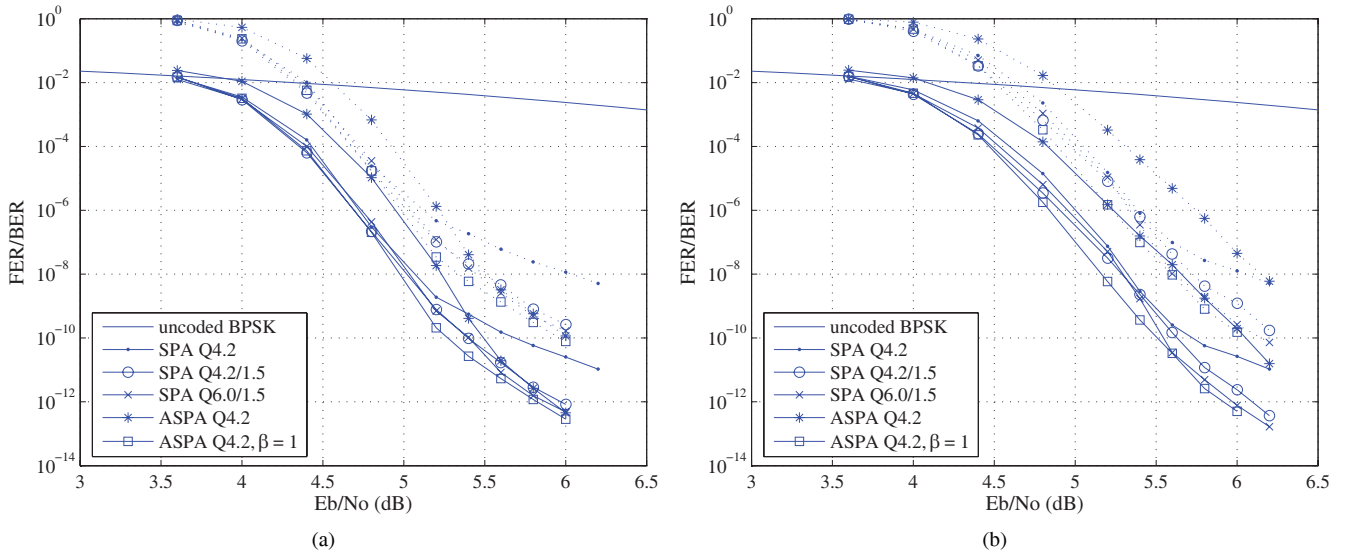 10^0
10^−2
10^−4
10^−6
10^−8
10^−10
10^−12
10^−14
FER/BER
uncoded BPSK
SPA Q4.2
SPA Q4.2/1.5
SPA Q6.0/1.5
ASPA Q4.2
ASPA Q4.2, β = 1
3 3.5 4 4.5 5 5.5 6 6.5
Eb/No (dB)
(a)
10^0
10^−2
10^−4
10^−6
10^−8
10^−10
10^−12
10^−14
FER/BER
uncoded BPSK
SPA Q4.2
SPA Q4.2/1.5
SPA Q6.0/1.5
ASPA Q4.2
ASPA Q4.2, β = 1
3 3.5 4 4.5 5 5.5 6 6.5
Eb/No (dB)
(b)